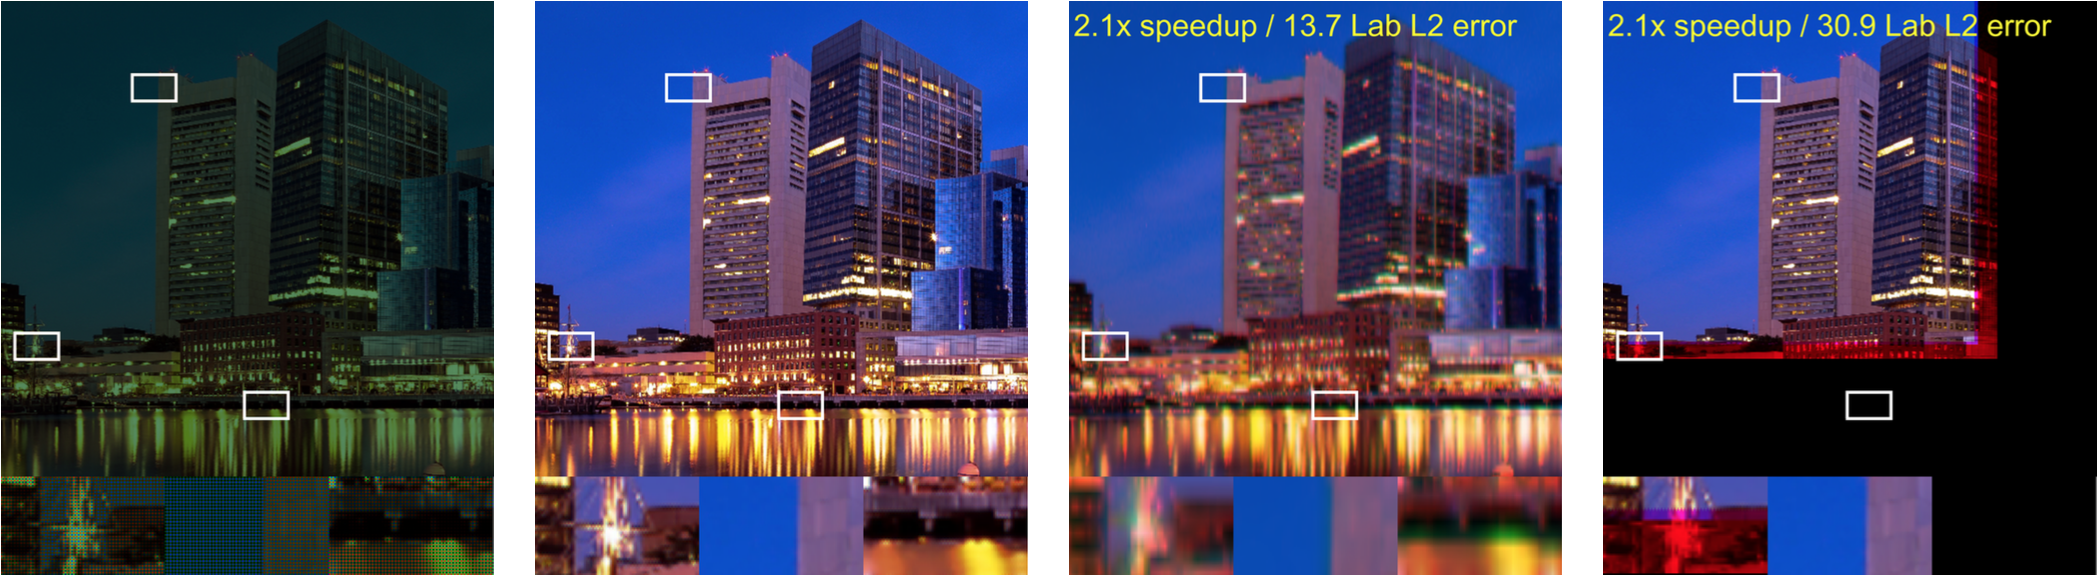 2.1x speedup / 13.7 Lab L2 error
2.1x speedup / 30.9 Lab L2 error